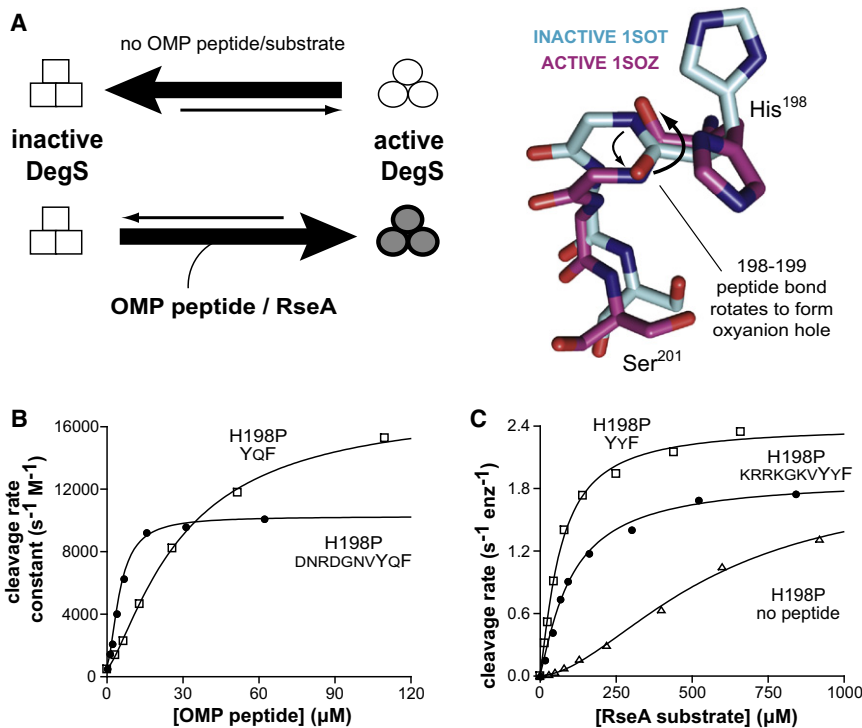 A
no OMP peptide/substrate
inactive
DegS
active
DegS
OMP peptide / RseA
INACTIVE 1SOT
ACTIVE 1SOZ
His198
198-199
peptide bond
rotates to form
oxyanion hole
Ser201
B
cleavage rate
constant (s-1 M-1)
16000
12000
8000
4000
0
H198P
YQF
H198P
DNRDGNVYQF
0
30
60
90
120
[OMP peptide] (µM)
C
cleavage rate (s-1 enz-1)
2.4
1.8
1.2
0.6
0.0
H198P
YYF
H198P
KRRKGKVYYF
H198P
no peptide
0
250
500
750
1000
[RseA substrate] (µM)